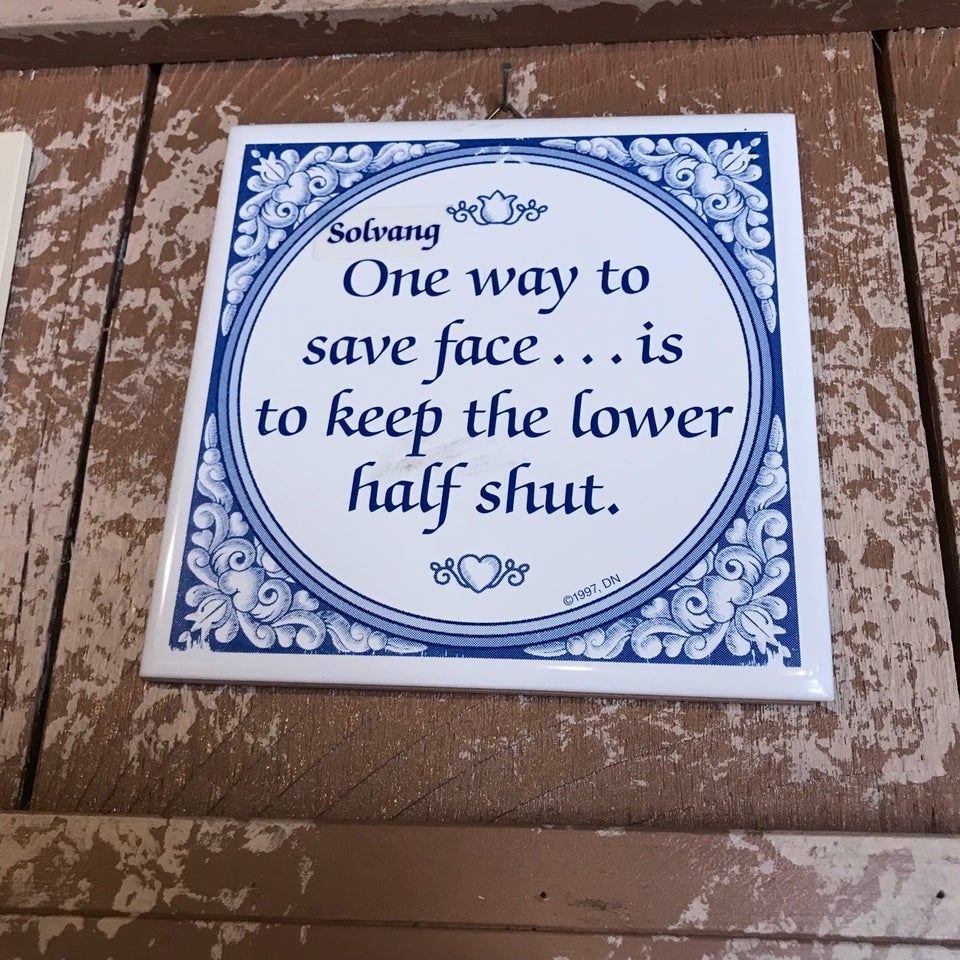 Solvang
One way to
save face . . . is
to keep the lower
half shut.
©1997, DN